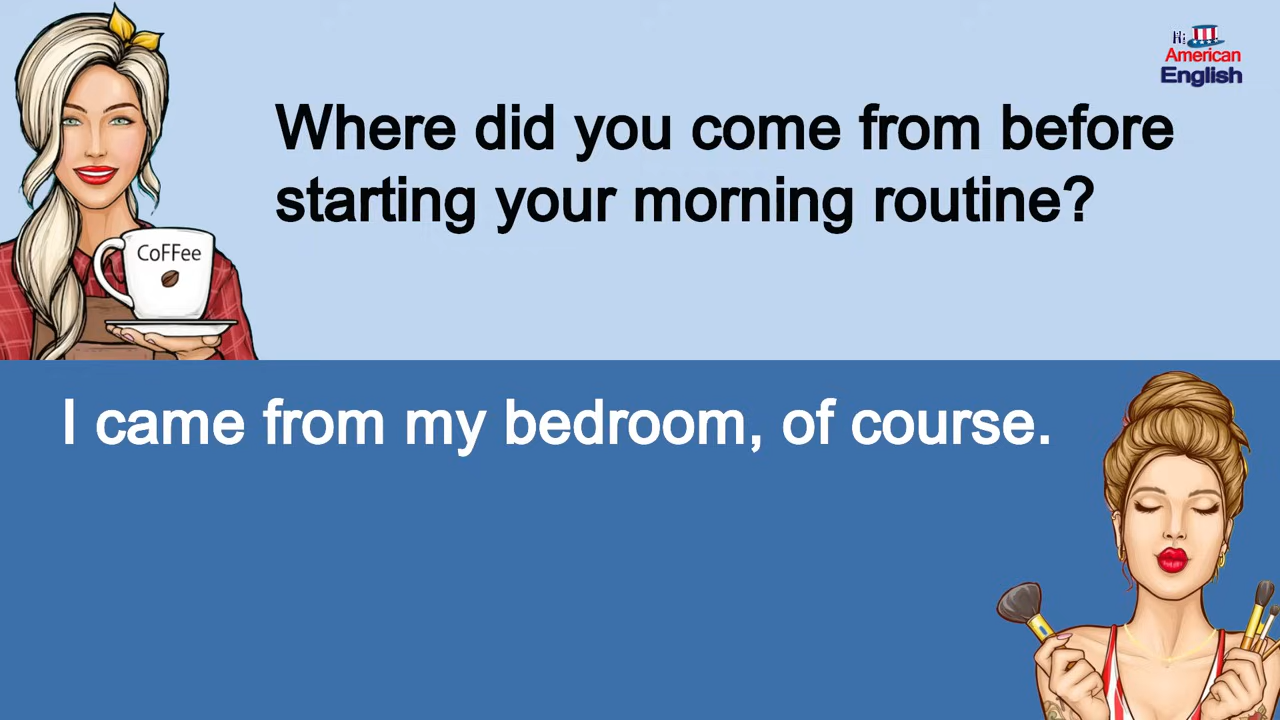 Hi
American
English
Where did you come from before
starting your morning routine?
CoFFee
I came from my bedroom, of course.